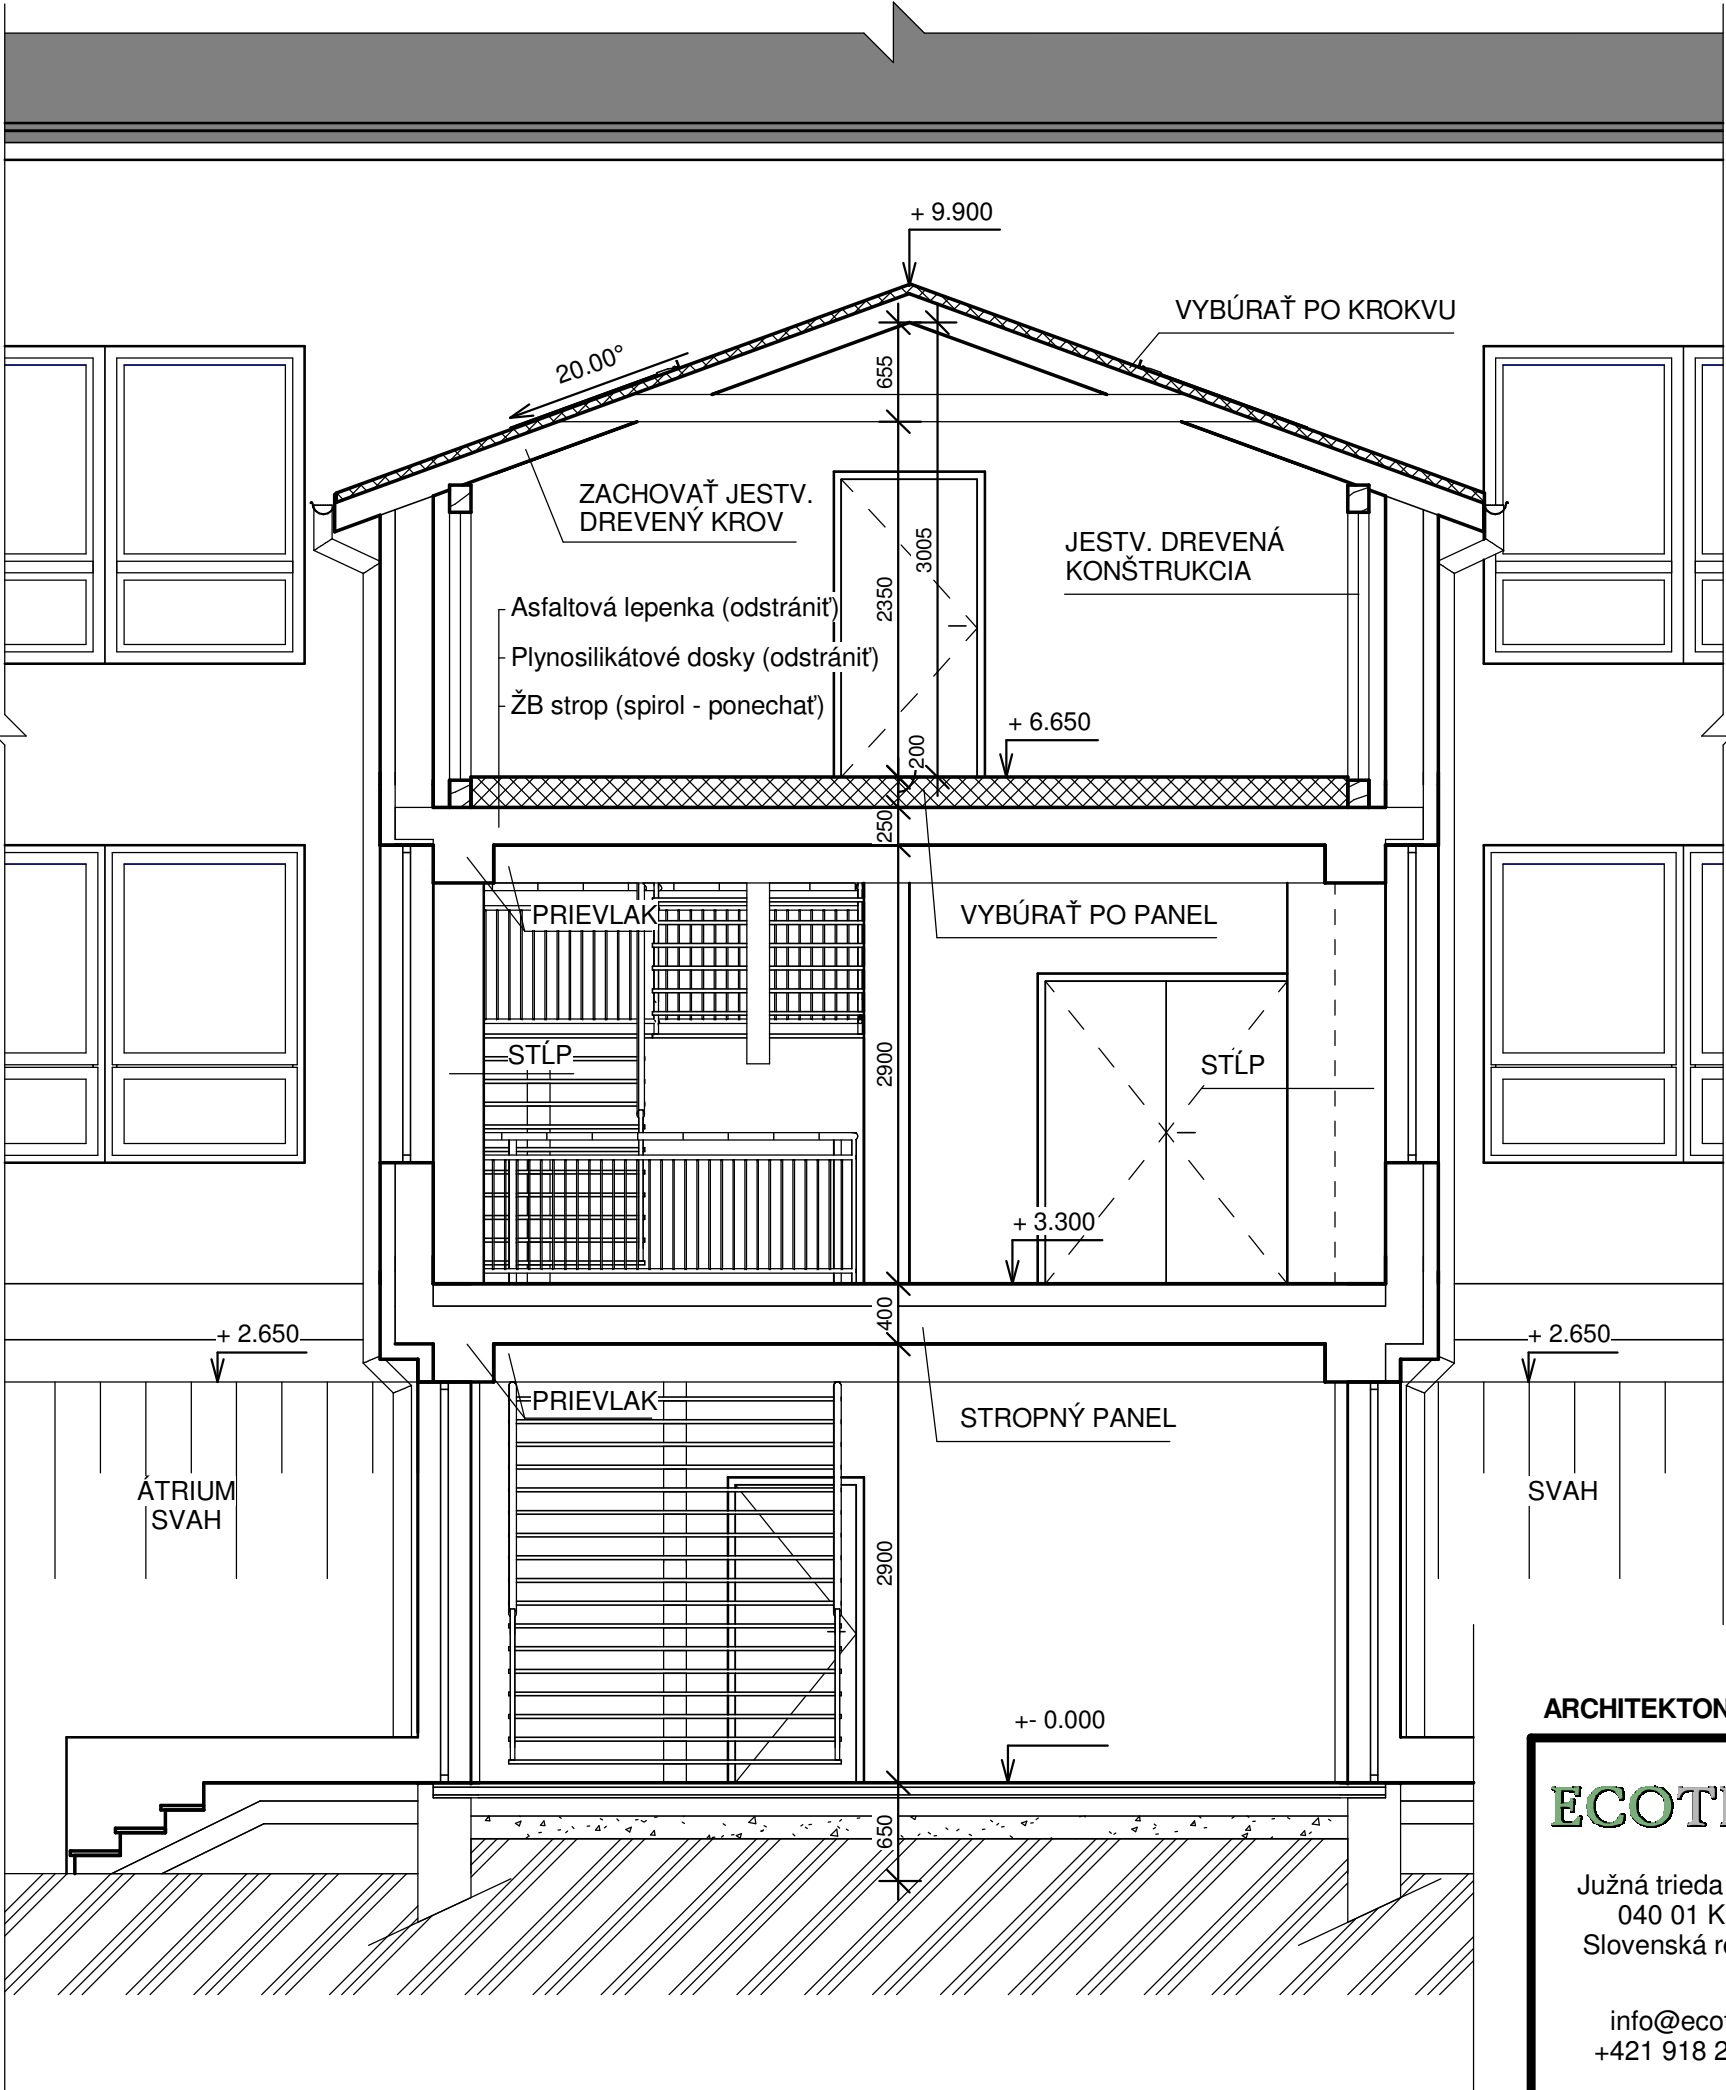 + 9.900
VYBÚRAŤ PO KROKVU
20.00°
655
ZACHOVAŤ JESTV.
DREVENÝ KROV
3005
JESTV. DREVENÁ
KONŠTRUKCIA
2350
Asfaltová lepenka (odstrániť)
Plynosilikátové dosky (odstrániť)
ŽB strop (spirol - ponechať)
+ 6.650
200
250
PRIEVLAK
VYBÚRAŤ PO PANEL
STĹP
2900
STĹP
+ 3.300
400
+ 2.650
+ 2.650
PRIEVLAK
STROPNÝ PANEL
ÁTRIUM
SVAH
SVAH
2900
+- 0.000
650
ARCHITEKTON
ECOT
Južná trieda
040 01 K
Slovenská r
info@eco
+421 918 2